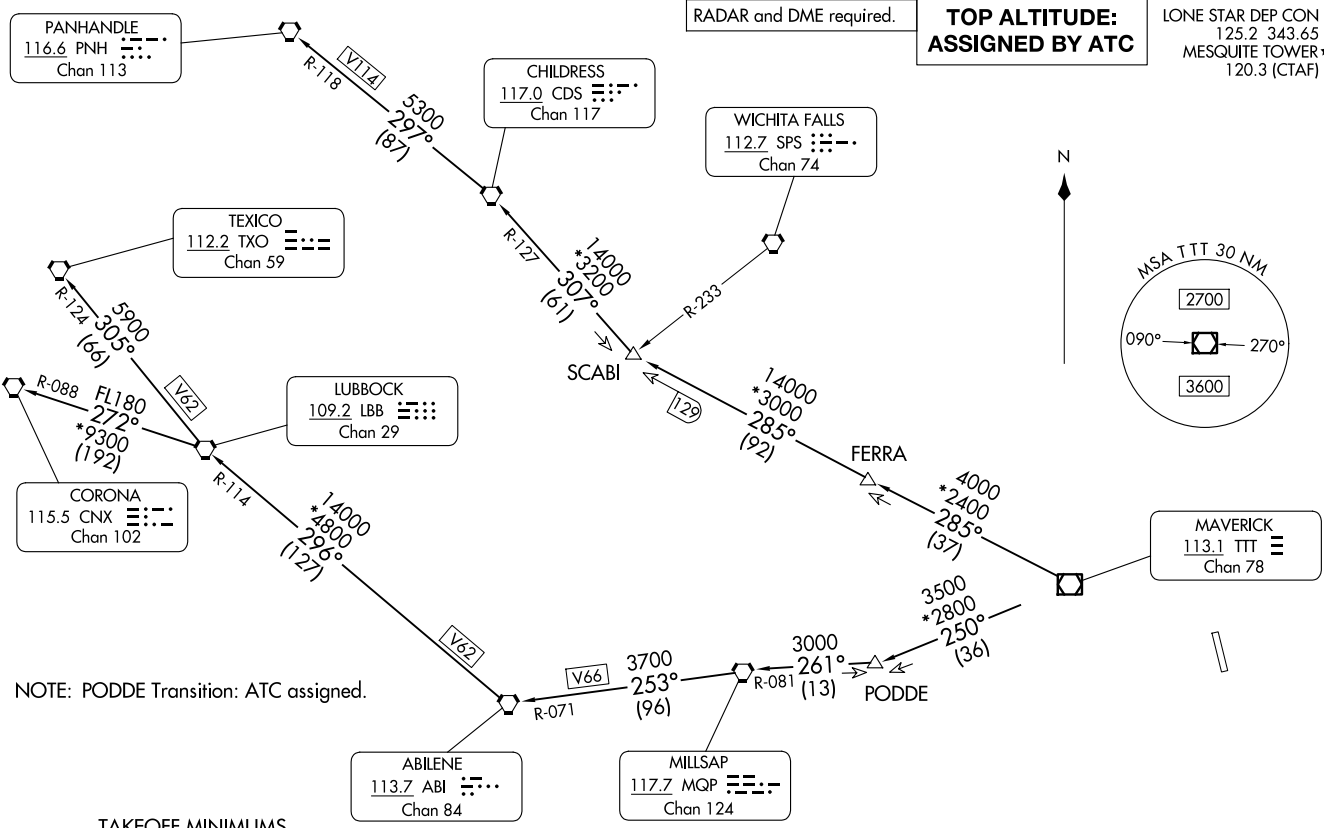 RADAR and DME required.
TOP ALTITUDE:
ASSIGNED BY ATC
LONE STAR DEP CON
125.2 343.65
MESQUITE TOWER*
120.3 (CTAF)
PANHANDLE
116.6 PNH
Chan 113
R-118
V114
5300
297°
(87)
CHILDRESS
117.0 CDS
Chan 117
WICHITA FALLS
112.7 SPS
Chan 74
N
R-127
14000
*3200
307°
(61)
R-233
SCABI
MSA TTT 30 NM
2700
090°
270°
3600
TEXICO
112.2 TXO
Chan 59
R-124
5900
305°
(66)
V62
R-088
FL180
272°
*9300
(192)
LUBBOCK
109.2 LBB
Chan 29
129
14000
*3000
285°
(92)
FERRA
4000
*2400
285°
(37)
CORONA
115.5 CNX
Chan 102
R-114
14000
*4800
296°
(127)
V62
MAVERICK
113.1 TTT
Chan 78
3500
*2800
250°
(36)
PODDE
3000
261°
(13)
R-081
V66
3700
253°
(96)
R-071
NOTE: PODDE Transition: ATC assigned.
ABILENE
113.7 ABI
Chan 84
MILLSAP
117.7 MQP
Chan 124
TAKEOFF MINIMUMS